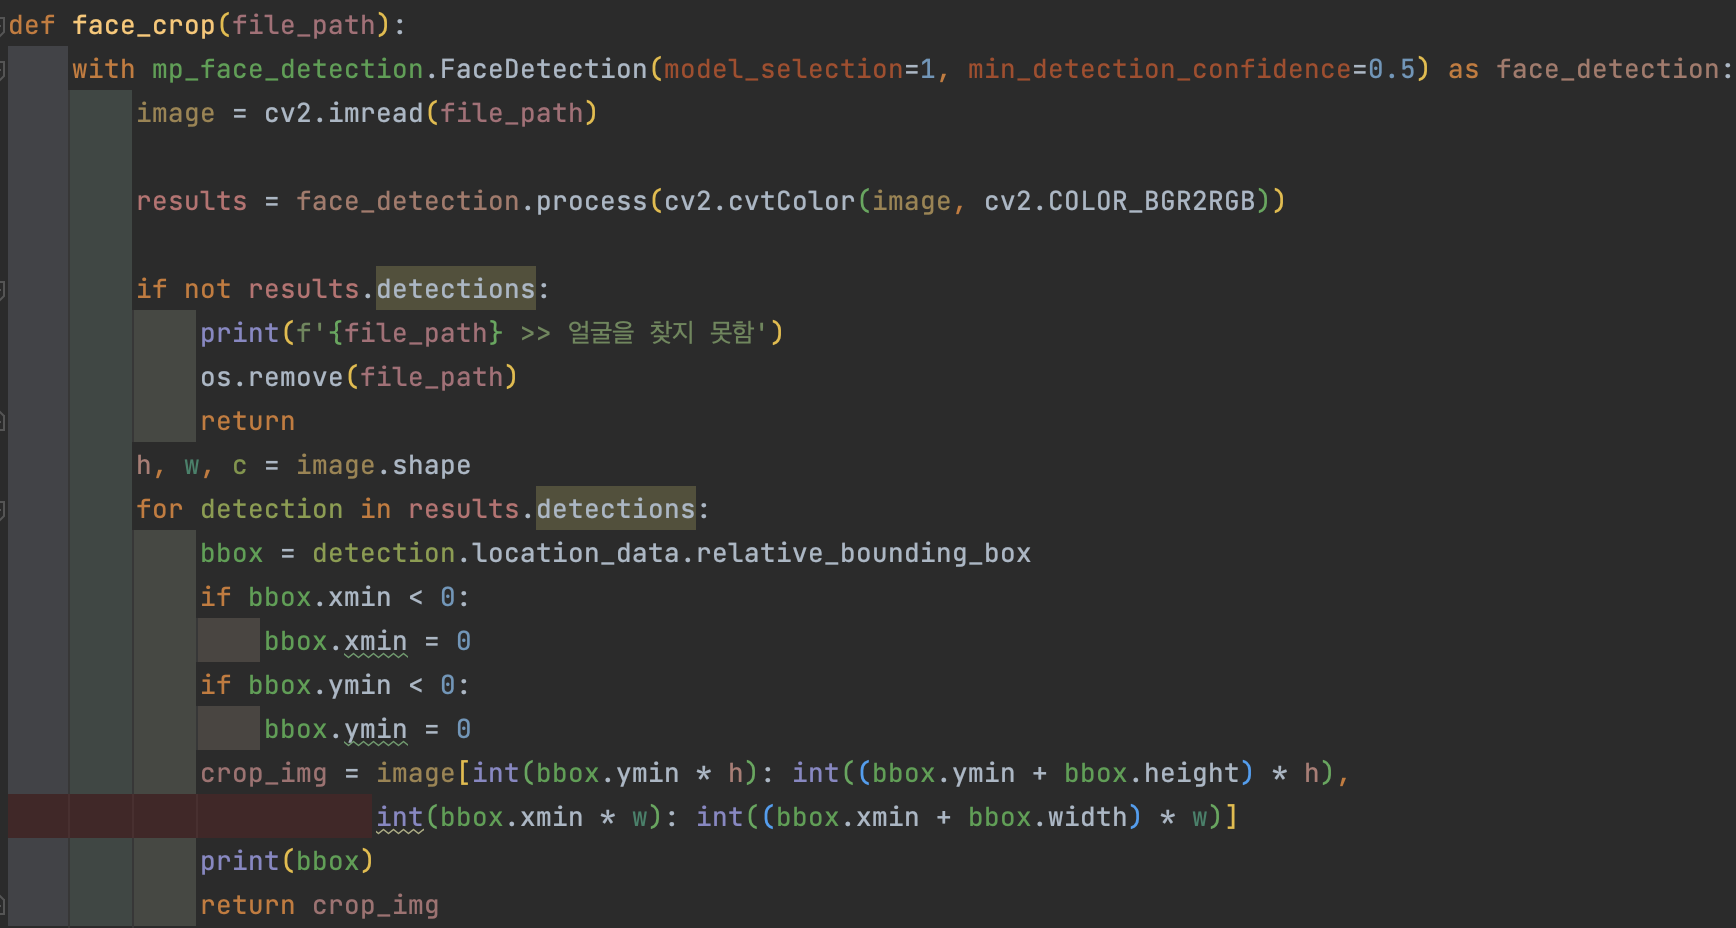 def face_crop(file_path):
    with mp_face_detection.FaceDetection(model_selection=1, min_detection_confidence=0.5) as face_detection:
        image = cv2.imread(file_path)

        results = face_detection.process(cv2.cvtColor(image, cv2.COLOR_BGR2RGB))

        if not results.detections:
            print(f'{file_path} >> 얼굴을 찾지 못함')
            os.remove(file_path)
            return
        h, w, c = image.shape
        for detection in results.detections:
            bbox = detection.location_data.relative_bounding_box
            if bbox.xmin < 0:
                bbox.xmin = 0
            if bbox.ymin < 0:
                bbox.ymin = 0
            crop_img = image[int(bbox.ymin * h): int((bbox.ymin + bbox.height) * h),
                       int(bbox.xmin * w): int((bbox.xmin + bbox.width) * w)]
            print(bbox)
            return crop_img